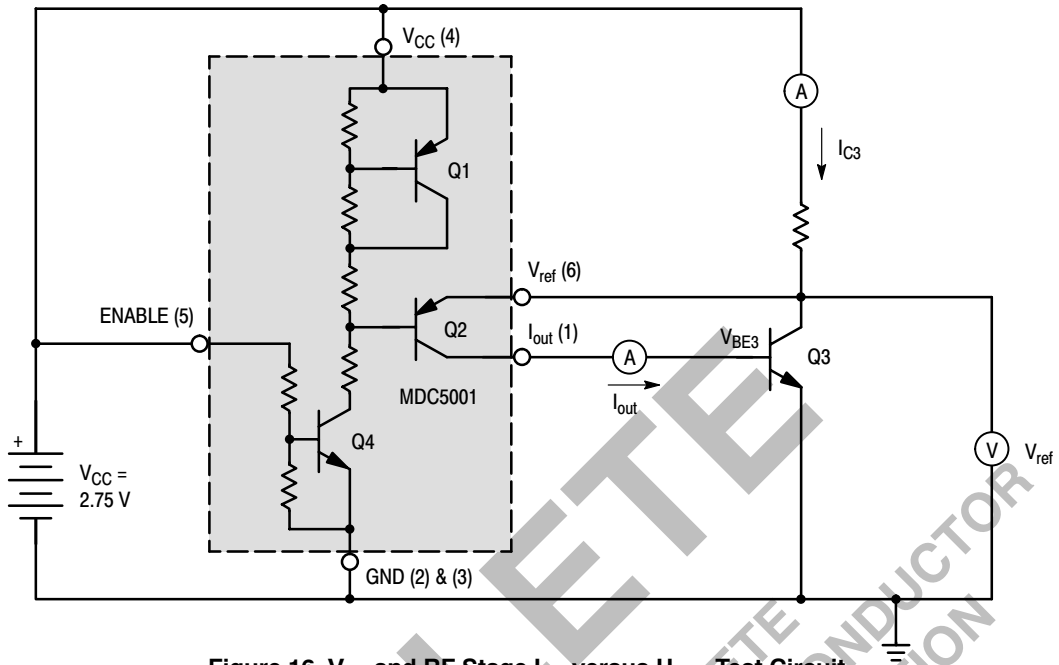 V_CC (4)
A
I_C3
Q1
V_ref (6)
ENABLE (5)
Q2
I_out (1)
V_BE3
A
Q3
MDC5001
I_out
Q4
+
V_CC =
2.75 V
V
V_ref
GND (2) & (3)